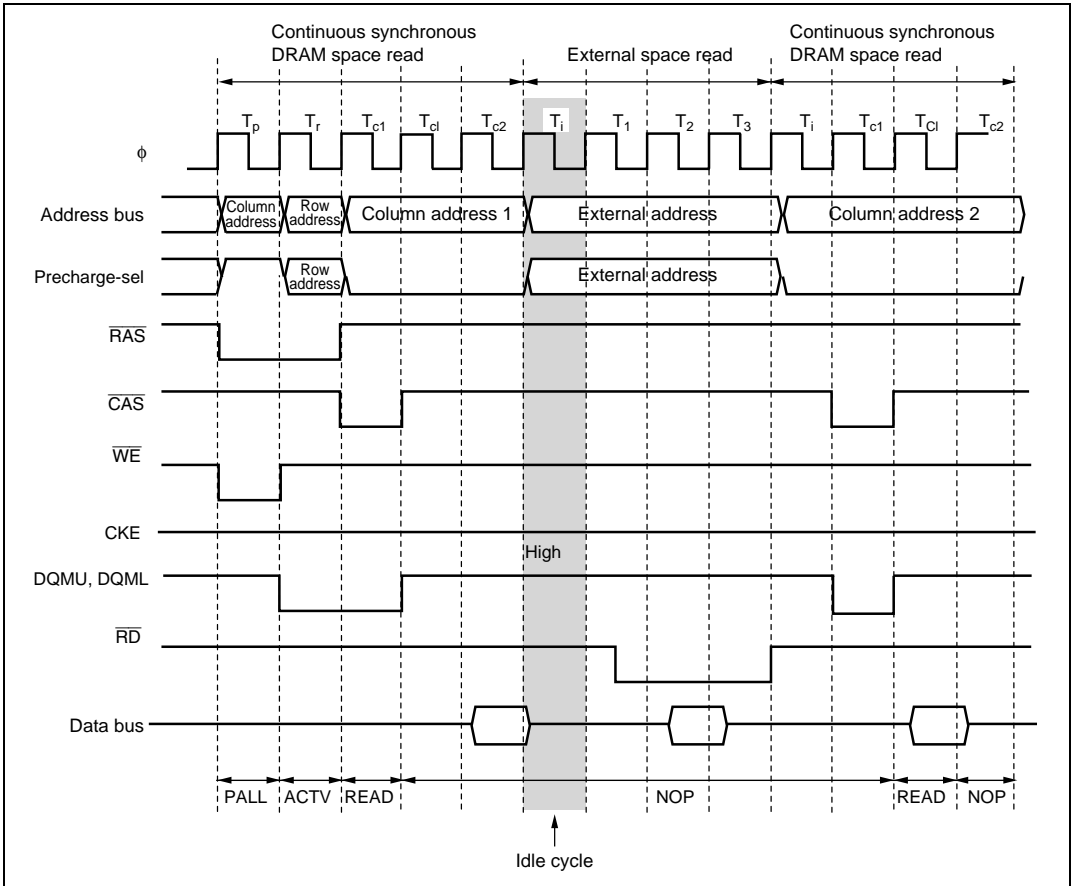 Continuous synchronous
DRAM space read
External space read
Continuous synchronous
DRAM space read
Tp Tr Tc1 Tcl Tc2 Ti T1 T2 T3 Ti Tc1 TCl Tc2
φ
Address bus
Column
address
Row
address
Column address 1
External address
Column address 2
Precharge-sel
Row
address
External address
RAS
CAS
WE
CKE
High
DQMU, DQML
RD
Data bus
PALL ACTV READ NOP READ NOP
Idle cycle